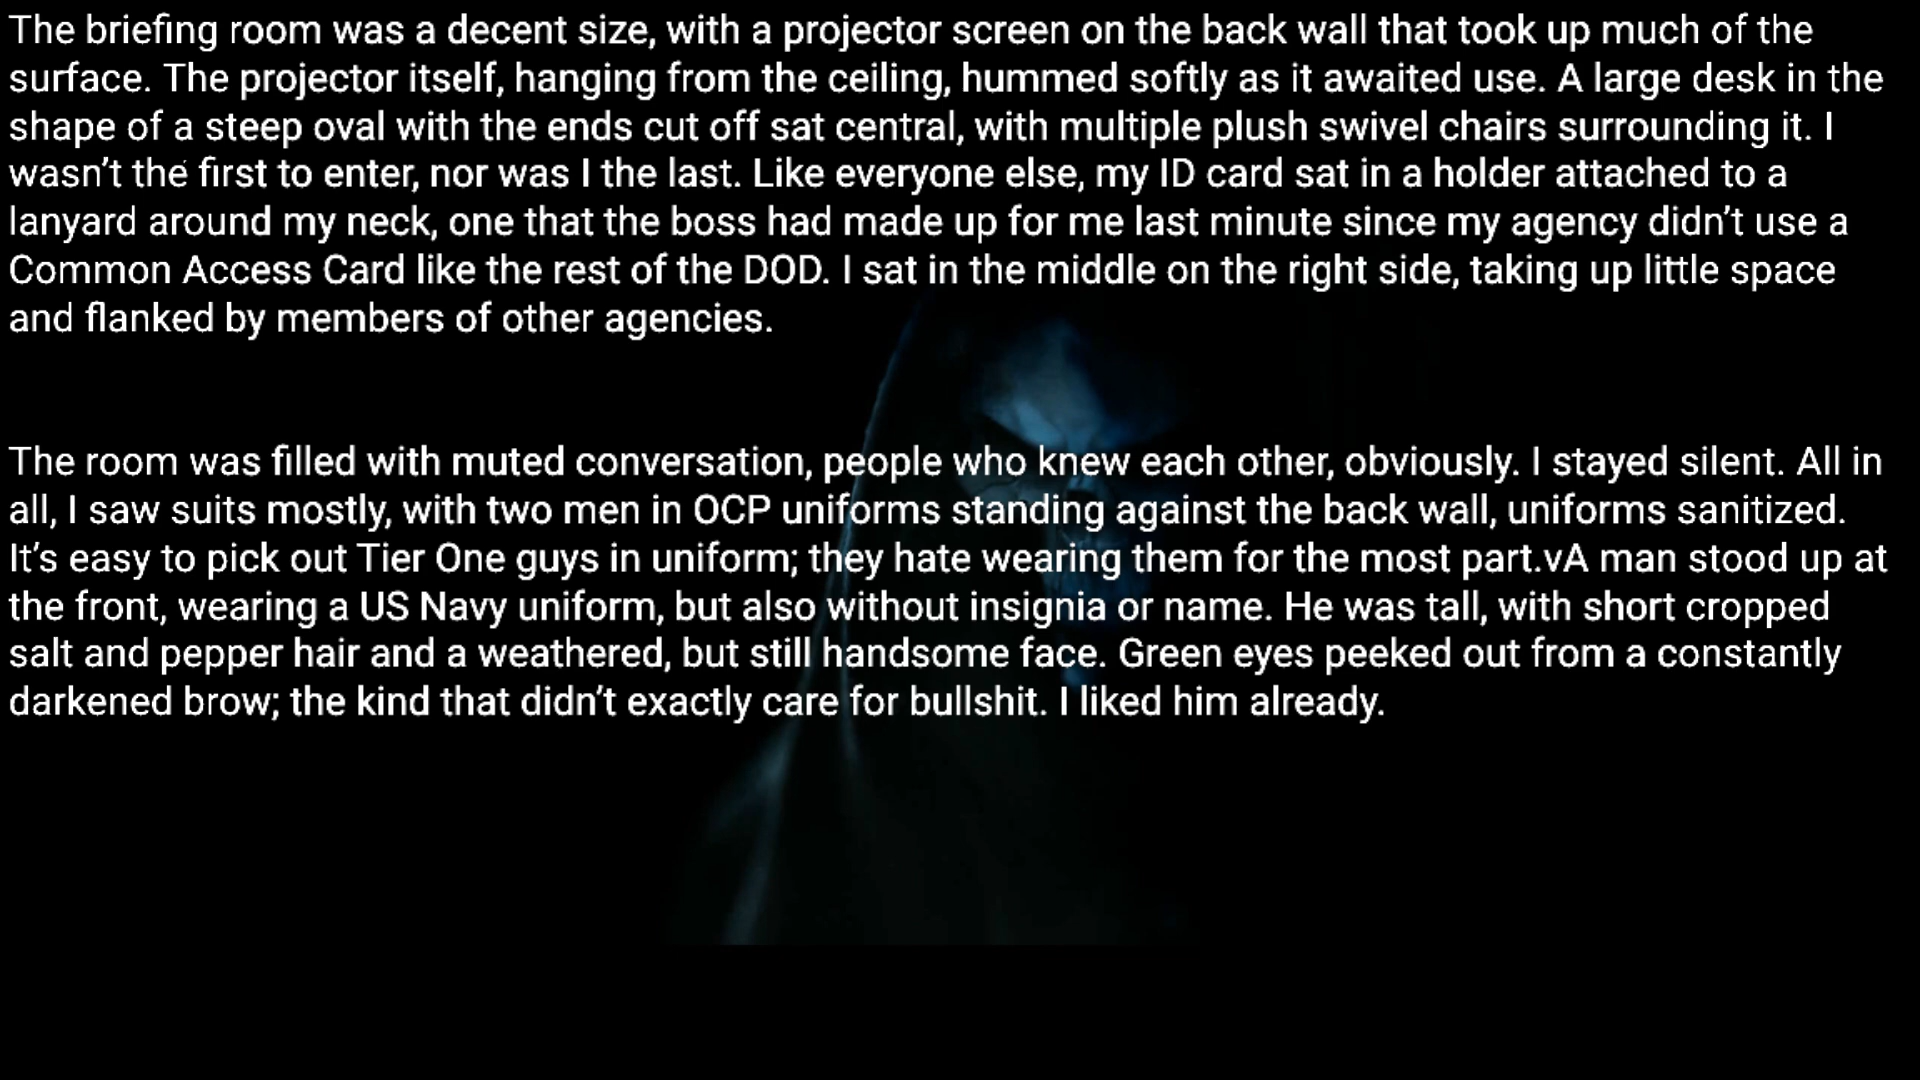 The briefing room was a decent size, with a projector screen on the back wall that took up much of the
surface. The projector itself, hanging from the ceiling, hummed softly as it awaited use. A large desk in the
shape of a steep oval with the ends cut off sat central, with multiple plush swivel chairs surrounding it. I
wasn’t the first to enter, nor was I the last. Like everyone else, my ID card sat in a holder attached to a
lanyard around my neck, one that the boss had made up for me last minute since my agency didn’t use a
Common Access Card like the rest of the DOD. I sat in the middle on the right side, taking up little space
and flanked by members of other agencies.
The room was filled with muted conversation, people who knew each other, obviously. I stayed silent. All in
all, I saw suits mostly, with two men in OCP uniforms standing against the back wall, uniforms sanitized.
It’s easy to pick out Tier One guys in uniform; they hate wearing them for the most part.vA man stood up at
the front, wearing a US Navy uniform, but also without insignia or name. He was tall, with short cropped
salt and pepper hair and a weathered, but still handsome face. Green eyes peeked out from a constantly
darkened brow; the kind that didn’t exactly care for bullshit. I liked him already.